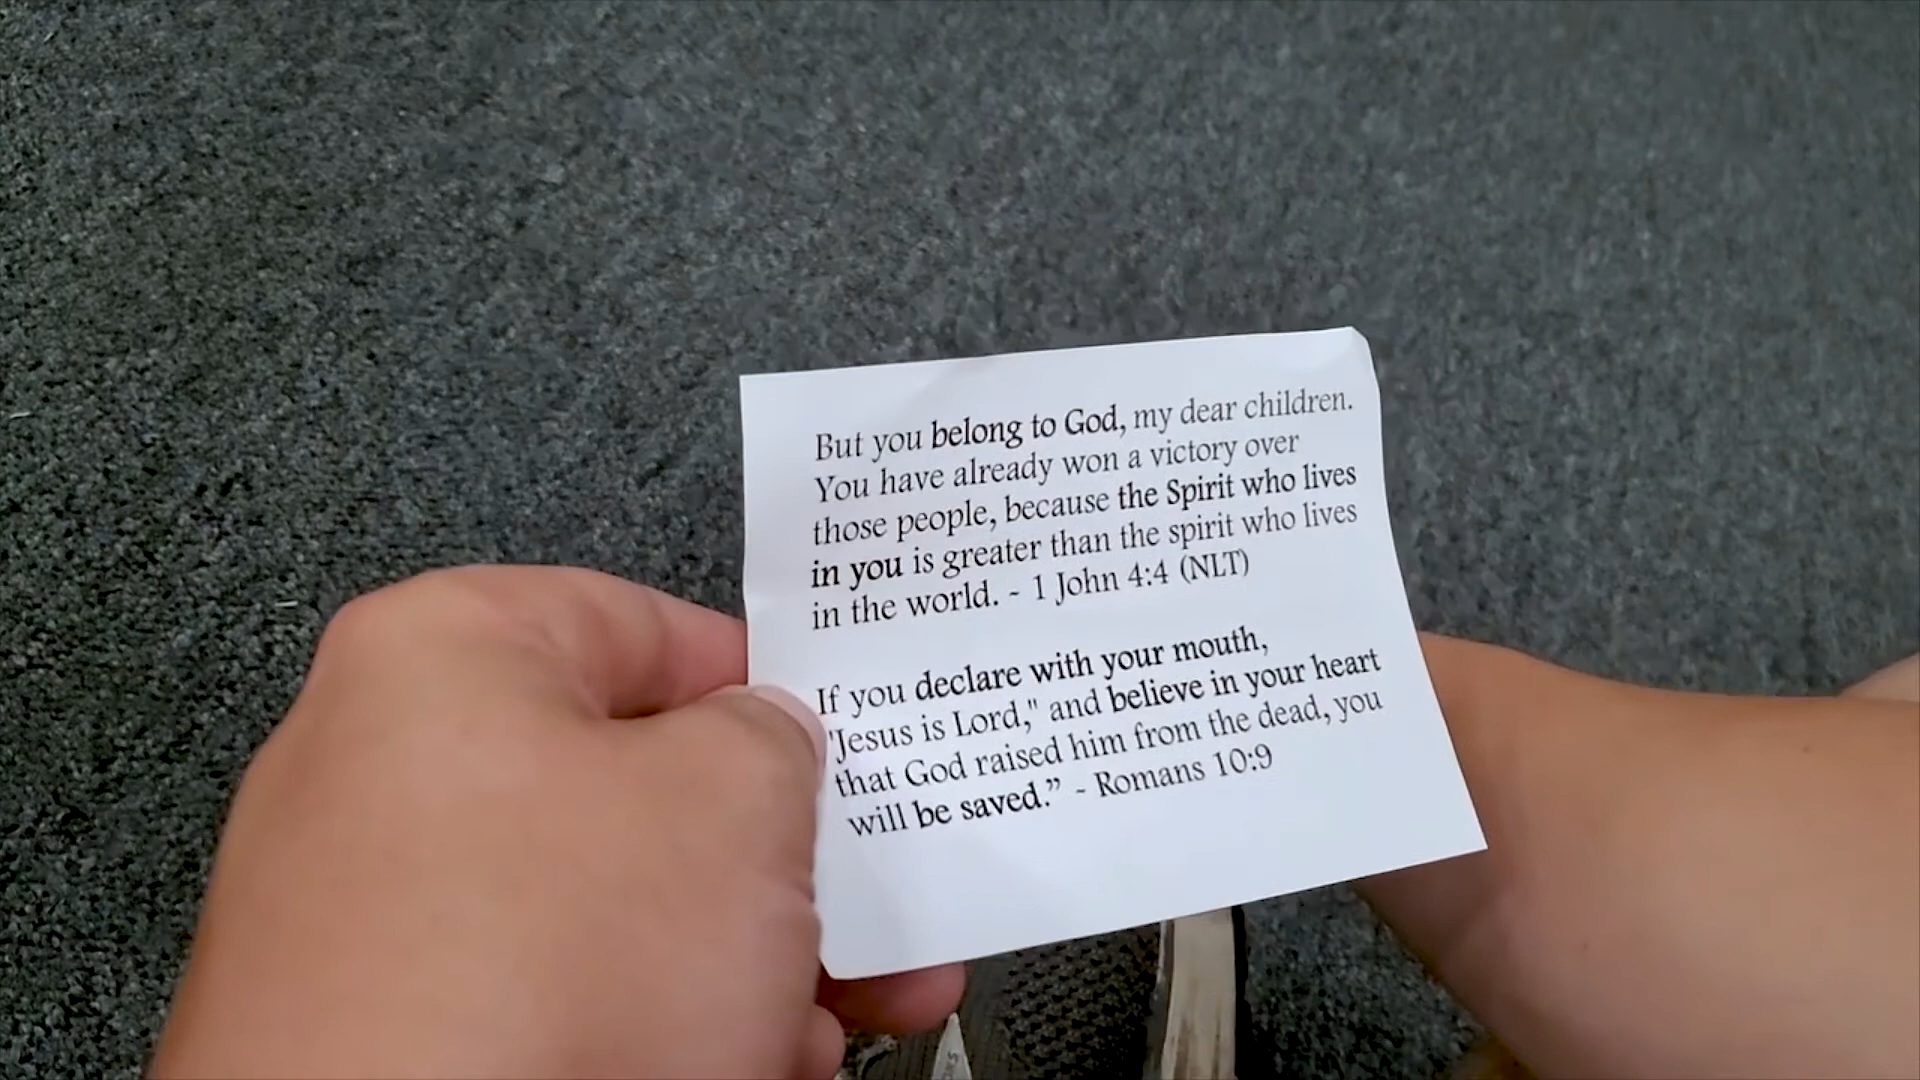 But you belong to God, my dear children.
You have already won a victory over
those people, because the Spirit who lives
in you is greater than the spirit who lives
in the world. ~ 1 John 4:4 (NLT)
If you declare with your mouth,
"Jesus is Lord," and believe in your heart
that God raised him from the dead, you
will be saved.” ~ Romans 10:9